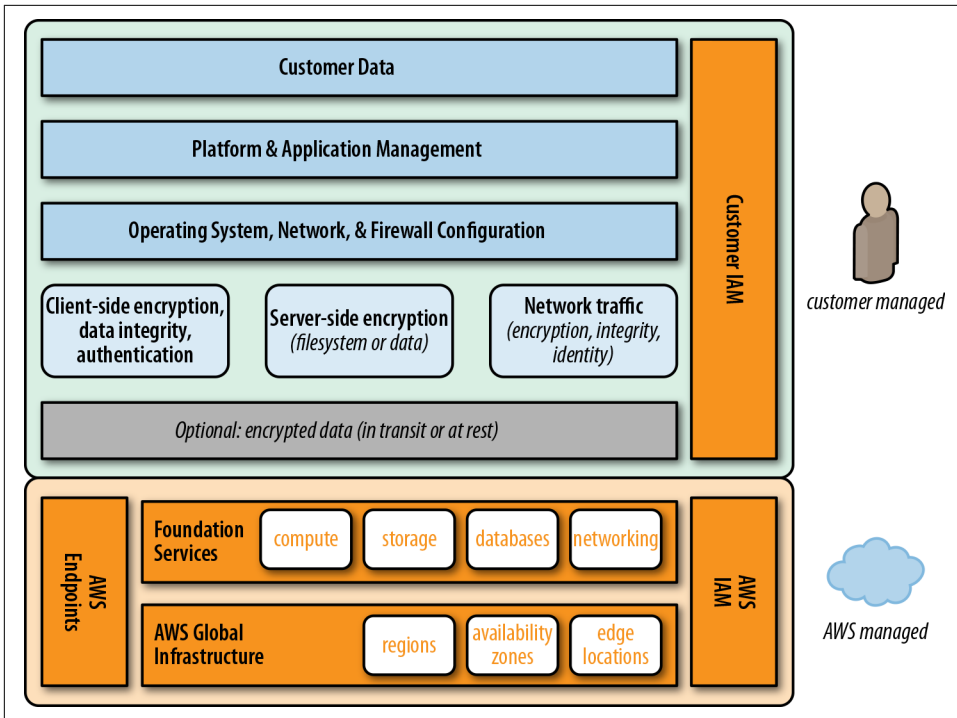 Customer Data
Platform & Application Management
Operating System, Network, & Firewall Configuration
Client-side encryption,
data integrity,
authentication
Server-side encryption
(filesystem or data)
Network traffic
(encryption, integrity,
identity)
Optional: encrypted data (in transit or at rest)
Customer IAM
customer managed
AWS
Endpoints
Foundation
Services
compute
storage
databases
networking
AWS Global
Infrastructure
regions
availability
zones
edge
locations
AWS
IAM
AWS managed